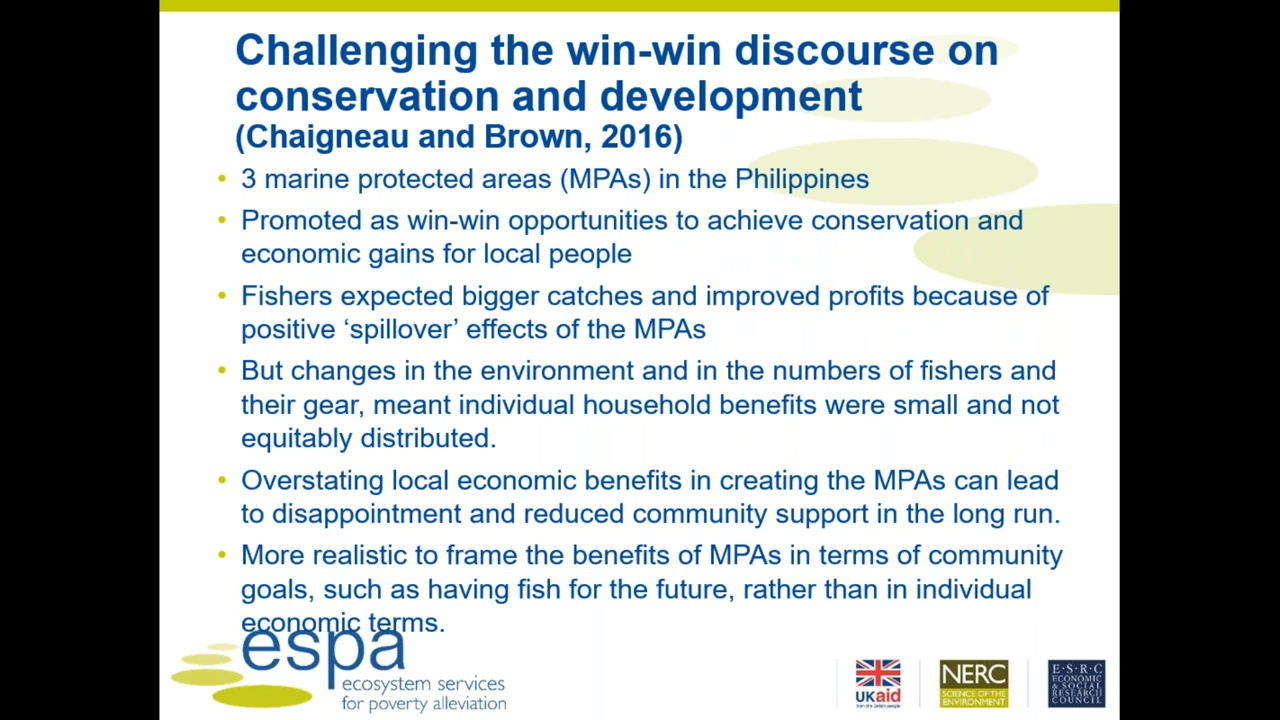 Challenging the win-win discourse on
conservation and development
(Chaigneau and Brown, 2016)
• 3 marine protected areas (MPAs) in the Philippines
• Promoted as win-win opportunities to achieve conservation and
economic gains for local people
• Fishers expected bigger catches and improved profits because of
positive ‘spillover’ effects of the MPAs
• But changes in the environment and in the numbers of fishers and
their gear, meant individual household benefits were small and not
equitably distributed.
• Overstating local economic benefits in creating the MPAs can lead
to disappointment and reduced community support in the long run.
• More realistic to frame the benefits of MPAs in terms of community
goals, such as having fish for the future, rather than in individual
economic terms.
espa
ecosystem services
for poverty alleviation
UKaid
from the British people
NERC
SCIENCE OF THE
ENVIRONMENT
E·S·R·C
ECONOMIC
& SOCIAL
RESEARCH
COUNCIL